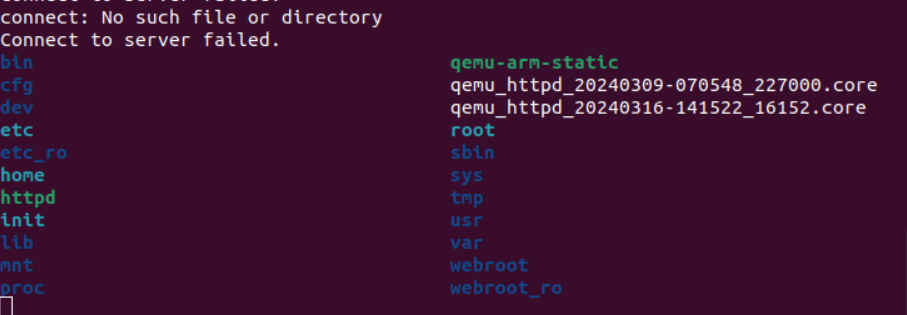 connect: No such file or directory
Connect to server failed.
bin qemu-arm-static
cfg qemu_httpd_20240309-070548_227000.core
dev qemu_httpd_20240316-141522_16152.core
etc root
etc_ro sbin
home sys
httpd tmp
init usr
lib var
mnt webroot
proc webroot_ro